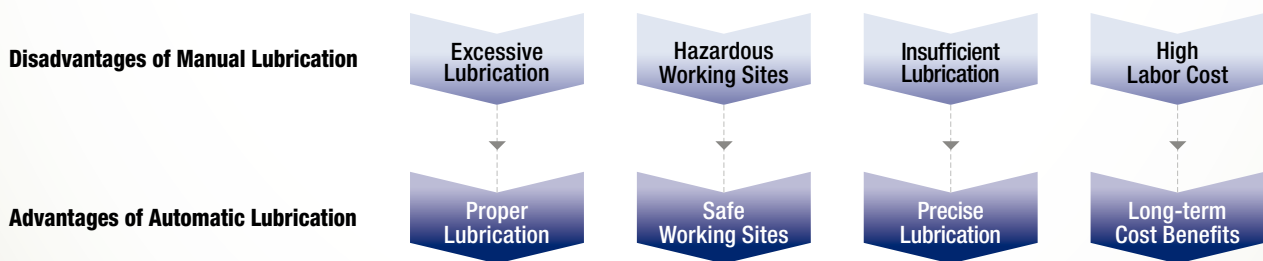 Disadvantages of Manual Lubrication
Excessive
Lubrication
Hazardous
Working Sites
Insufficient
Lubrication
High
Labor Cost
Advantages of Automatic Lubrication
Proper
Lubrication
Safe
Working Sites
Precise
Lubrication
Long-term
Cost Benefits